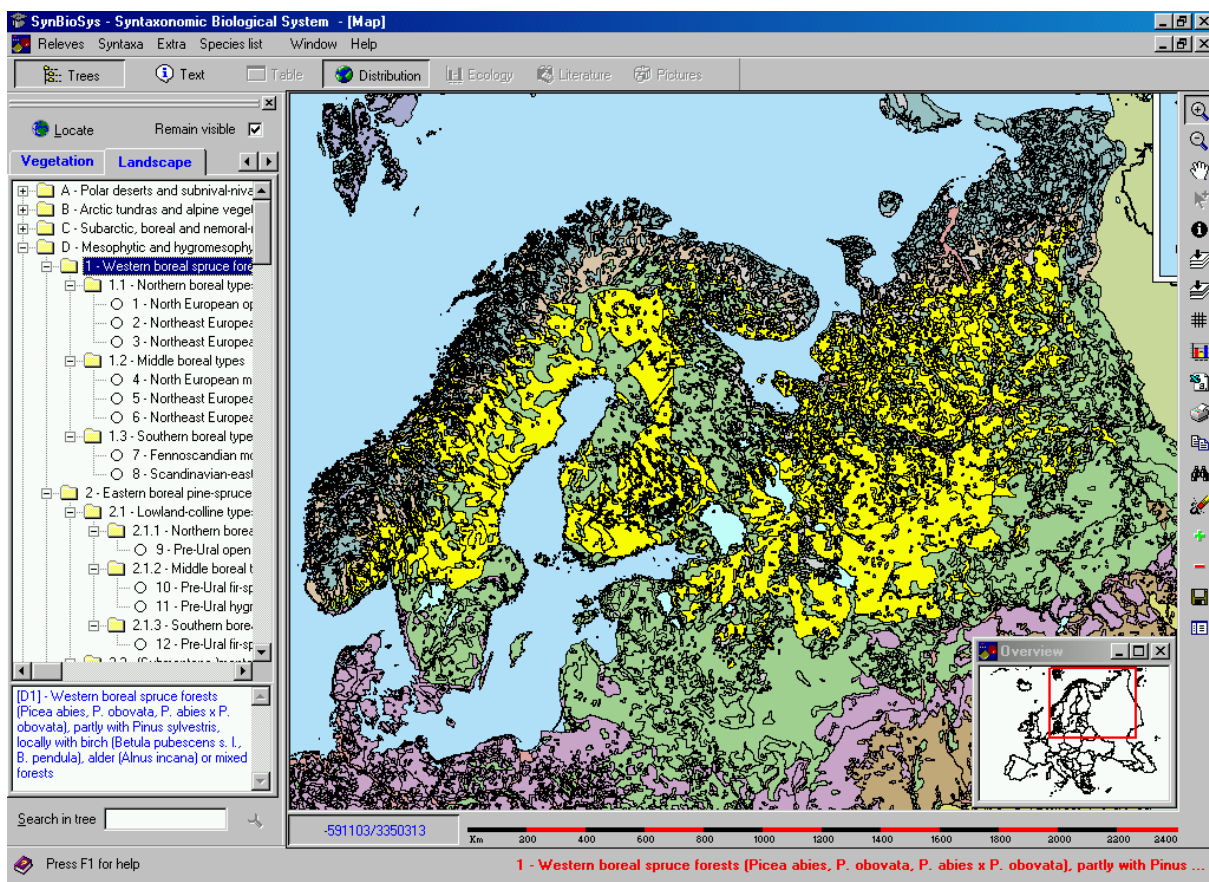 SynBioSys - Syntaxonomic Biological System - [Map]
Releves Syntaxa Extra Species list Window Help
Trees Text Table Distribution Ecology Literature Pictures
Locate Remain visible
Vegetation Landscape
A - Polar deserts and subnival-niva
B - Arctic tundras and alpine veget
C - Subarctic, boreal and nemoral-
D - Mesophytic and hygromesophy
1 - Western boreal spruce fore
1.1 - Northern boreal type
1 - North European op
2 - Northeast Europea
3 - Northeast Europea
1.2 - Middle boreal types
4 - North European m
5 - Northeast Europea
6 - Northeast Europea
1.3 - Southern boreal type
7 - Fennoscandian mo
8 - Scandinavian-east
2 - Eastern boreal pine-spruce
2.1 - Lowland-colline type
2.1.1 - Northern borea
9 - Pre-Ural open
2.1.2 - Middle boreal t
10 - Pre-Ural fir-sp
11 - Pre-Ural hygr
2.1.3 - Southern borea
12 - Pre-Ural fir-sp
[D1] - Western boreal spruce forests
(Picea abies, P. obovata, P. abies x P.
obovata), partly with Pinus sylvestris,
locally with birch (Betula pubescens s. l.,
B. pendula), alder (Alnus incana) or mixed
forests
Overview
Search in tree
-591103/3350313
Km 200 400 600 800 1000 1200 1400 1600 1800 2000 2200 2400
Press F1 for help
1 - Western boreal spruce forests (Picea abies, P. obovata, P. abies x P. obovata), partly with Pinus ...